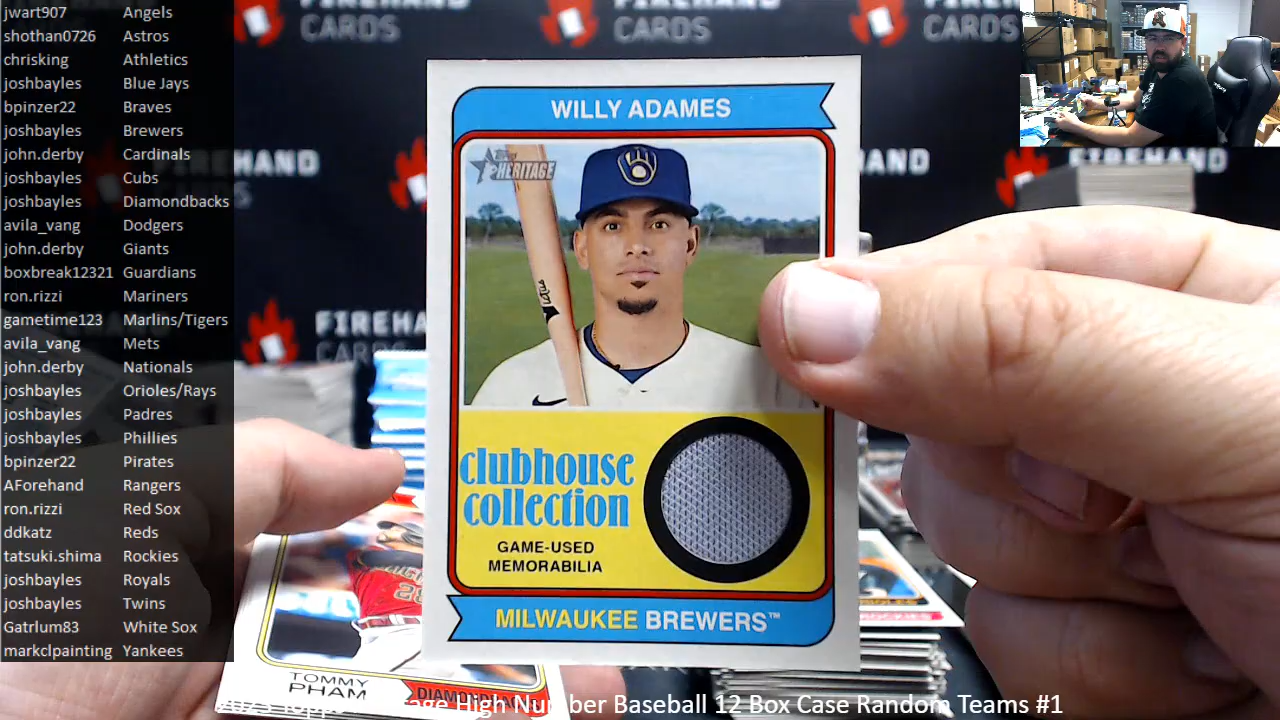 jwart907 Angels
shothan0726 Astros
chrisking Athletics
joshbayles Blue Jays
bpinzer22 Braves
joshbayles Brewers
john.derby Cardinals
joshbayles Cubs
joshbayles Diamondbacks
avila_vang Dodgers
john.derby Giants
boxbreak12321 Guardians
ron.rizzi Mariners
gametime123 Marlins/Tigers
avila_vang Mets
john.derby Nationals
joshbayles Orioles/Rays
joshbayles Padres
joshbayles Phillies
bpinzer22 Pirates
AForehand Rangers
ron.rizzi Red Sox
ddkatz Reds
tatsuki.shima Rockies
joshbayles Royals
joshbayles Twins
Gatrlum83 White Sox
markclpainting Yankees
CARDS
CARDS
CARDS
FIREHAND
WILLY ADAMES
HERITAGE
clubhouse
collection
GAME-USED
MEMORABILIA
MILWAUKEE BREWERS™
TOMMY
PHAM
High Number Baseball 12 Box Case Random Teams #1